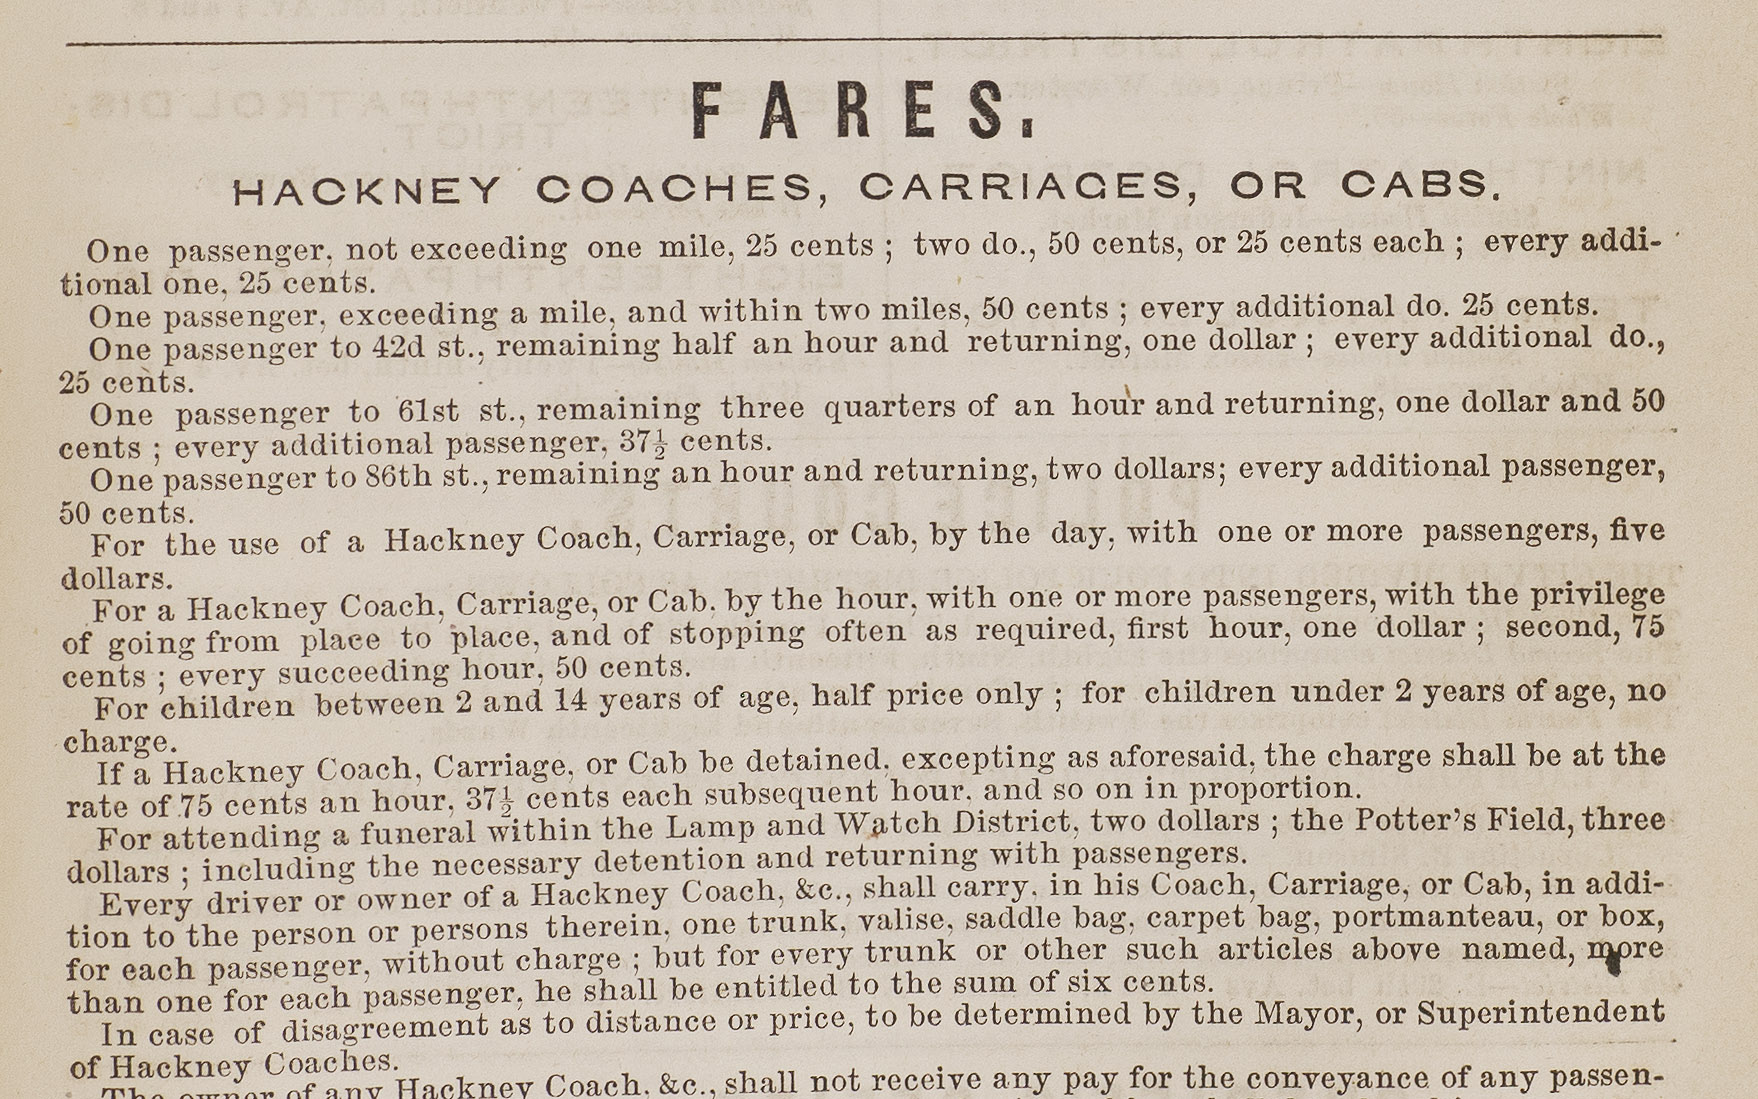 FARES.
HACKNEY COACHES, CARRIAGES, OR CABS.
One passenger, not exceeding one mile, 25 cents ; two do., 50 cents, or 25 cents each ; every addi-
tional one, 25 cents.
One passenger, exceeding a mile, and within two miles, 50 cents ; every additional do. 25 cents.
One passenger to 42d st., remaining half an hour and returning, one dollar ; every additional do.,
25 cents.
One passenger to 61st st., remaining three quarters of an hour and returning, one dollar and 50
cents ; every additional passenger, 37½ cents.
One passenger to 86th st., remaining an hour and returning, two dollars; every additional passenger,
50 cents.
For the use of a Hackney Coach, Carriage, or Cab, by the day, with one or more passengers, five
dollars.
For a Hackney Coach, Carriage, or Cab, by the hour, with one or more passengers, with the privilege
of going from place to place, and of stopping often as required, first hour, one dollar ; second, 75
cents ; every succeeding hour, 50 cents.
For children between 2 and 14 years of age, half price only ; for children under 2 years of age, no
charge.
If a Hackney Coach, Carriage, or Cab be detained, excepting as aforesaid, the charge shall be at the
rate of 75 cents an hour, 37½ cents each subsequent hour, and so on in proportion.
For attending a funeral within the Lamp and Watch District, two dollars ; the Potter's Field, three
dollars ; including the necessary detention and returning with passengers.
Every driver or owner of a Hackney Coach, &c., shall carry, in his Coach, Carriage, or Cab, in addi-
tion to the person or persons therein, one trunk, valise, saddle bag, carpet bag, portmanteau, or box,
for each passenger, without charge ; but for every trunk or other such articles above named, more
than one for each passenger, he shall be entitled to the sum of six cents.
In case of disagreement as to distance or price, to be determined by the Mayor, or Superintendent
of Hackney Coaches.
The owner of any Hackney Coach, &c., shall not receive any pay for the conveyance of any passen-